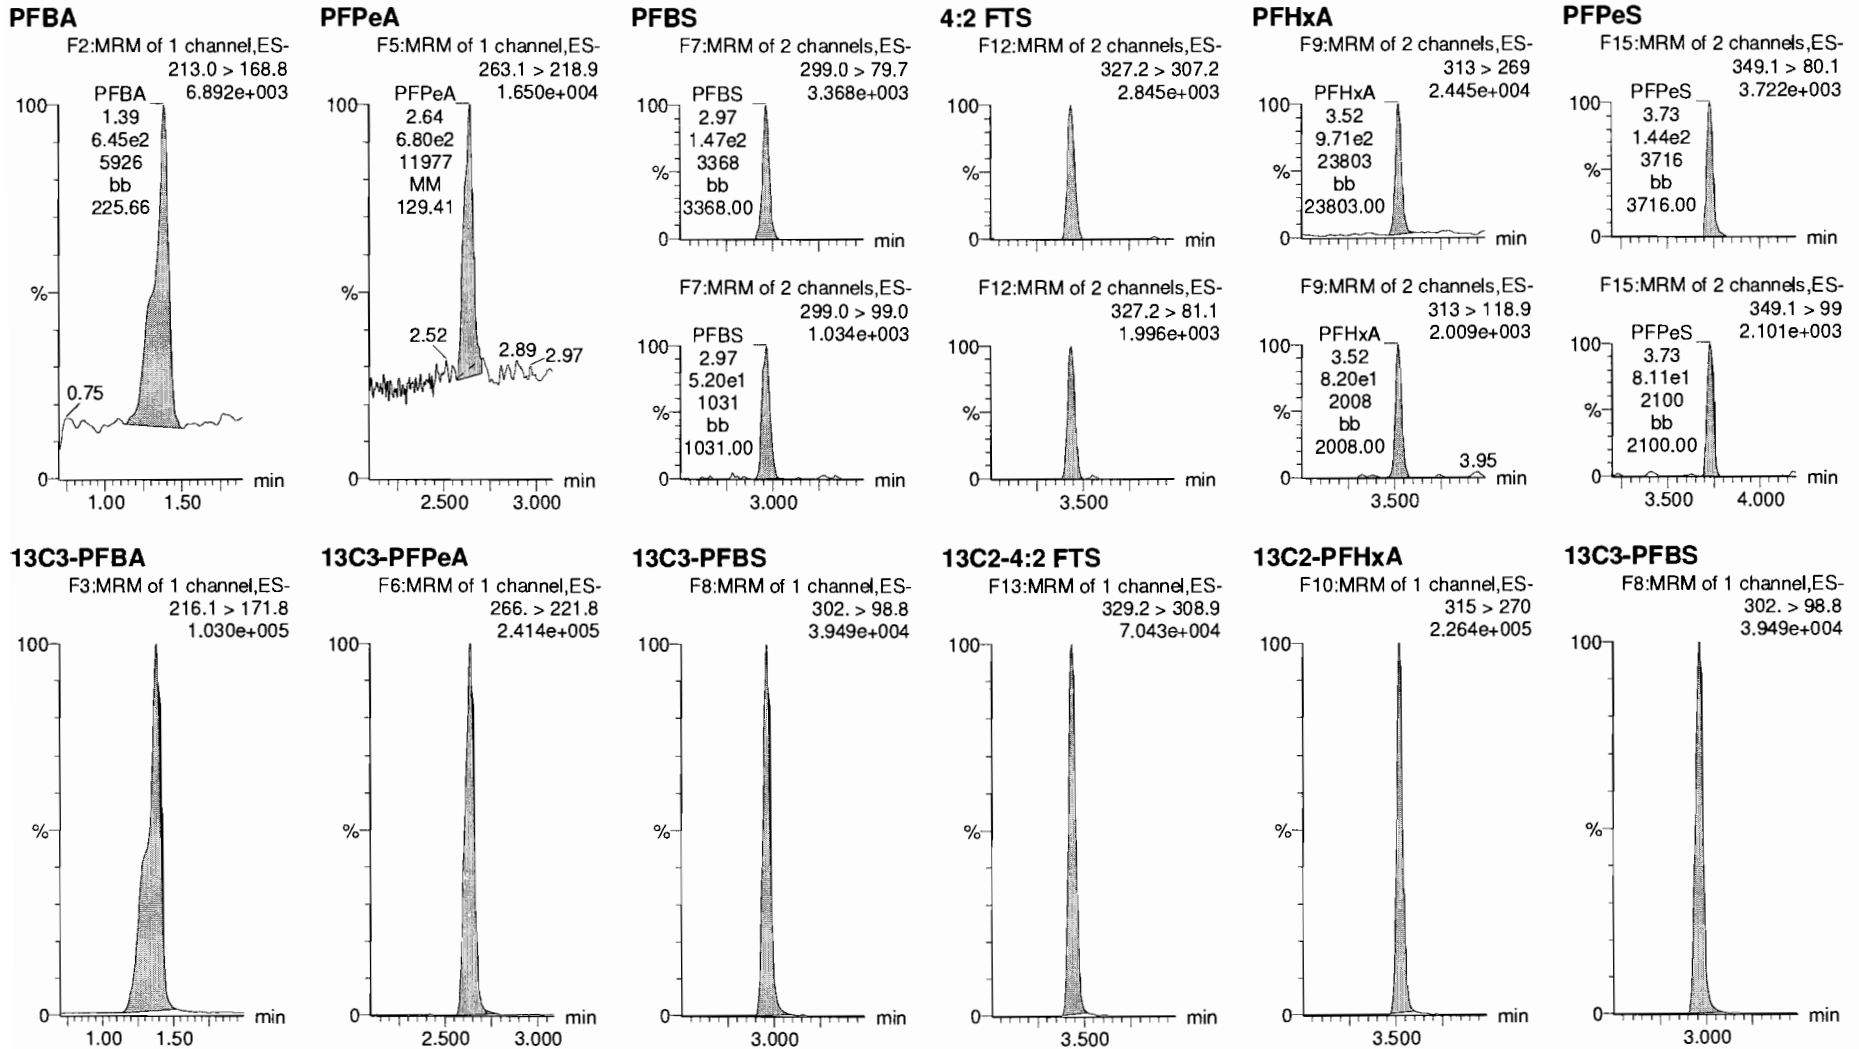 PFBA
F2:MRM of 1 channel,ES-
213.0 > 168.8
6.892e+003
PFBA
1.39
6.45e2
5926
bb
225.66
100
%
0.75
0
min
1.00 1.50
PFPeA
F5:MRM of 1 channel,ES-
263.1 > 218.9
1.650e+004
PFPeA
2.64
6.80e2
11977
MM
129.41
100
%
2.52
2.89
2.97
0
min
2.500 3.000
PFBS
F7:MRM of 2 channels,ES-
299.0 > 79.7
3.368e+003
PFBS
2.97
1.47e2
3368
bb
3368.00
100
%
0
min
F7:MRM of 2 channels,ES-
299.0 > 99.0
1.034e+003
PFBS
2.97
5.20e1
1031
bb
1031.00
100
%
0
min
3.000
4:2 FTS
F12:MRM of 2 channels,ES-
327.2 > 307.2
2.845e+003
100
%
0
min
F12:MRM of 2 channels,ES-
327.2 > 81.1
1.996e+003
100
%
0
min
3.500
PFHxA
F9:MRM of 2 channels,ES-
313 > 269
2.445e+004
PFHxA
3.52
9.71e2
23803
bb
23803.00
100
%
0
min
F9:MRM of 2 channels,ES-
313 > 118.9
2.009e+003
PFHxA
3.52
8.20e1
2008
bb
2008.00
100
%
3.95
0
min
3.500
PFPeS
F15:MRM of 2 channels,ES-
349.1 > 80.1
3.722e+003
PFPeS
3.73
1.44e2
3716
bb
3716.00
100
%
0
min
F15:MRM of 2 channels,ES-
349.1 > 99
2.101e+003
PFPeS
3.73
8.11e1
2100
bb
2100.00
100
%
0
min
3.500 4.000
13C3-PFBA
F3:MRM of 1 channel,ES-
216.1 > 171.8
1.030e+005
100
%
0
min
1.00 1.50
13C3-PFPeA
F6:MRM of 1 channel,ES-
266. > 221.8
2.414e+005
100
%
0
min
2.500 3.000
13C3-PFBS
F8:MRM of 1 channel,ES-
302. > 98.8
3.949e+004
100
%
0
min
3.000
13C2-4:2 FTS
F13:MRM of 1 channel,ES-
329.2 > 308.9
7.043e+004
100
%
0
min
3.500
13C2-PFHxA
F10:MRM of 1 channel,ES-
315 > 270
2.264e+005
100
%
0
min
3.500
13C3-PFBS
F8:MRM of 1 channel,ES-
302. > 98.8
3.949e+004
100
%
0
min
3.000